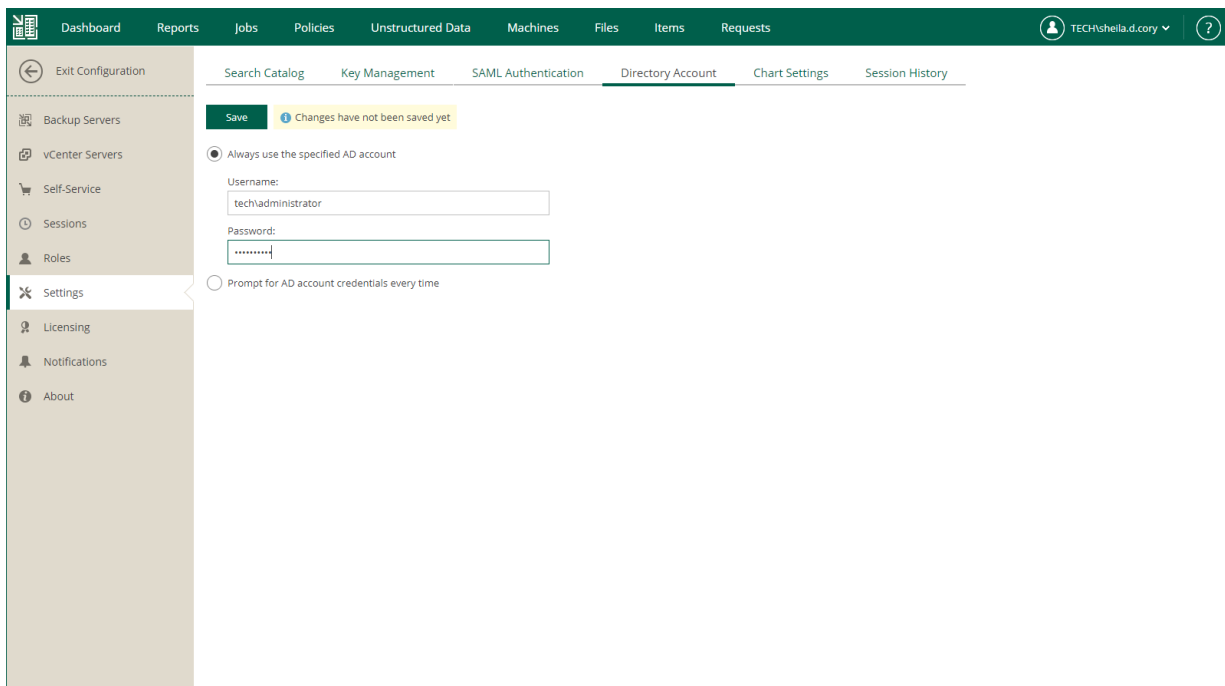 Dashboard Reports Jobs Policies Unstructured Data Machines Files Items Requests TECH\sheila.d.cory ?
Exit Configuration
Search Catalog Key Management SAML Authentication Directory Account Chart Settings Session History
Backup Servers
vCenter Servers
Self-Service
Sessions
Roles
Settings
Licensing
Notifications
About
Save Changes have not been saved yet
Always use the specified AD account
Username:
tech\administrator
Password:
••••••••••
Prompt for AD account credentials every time